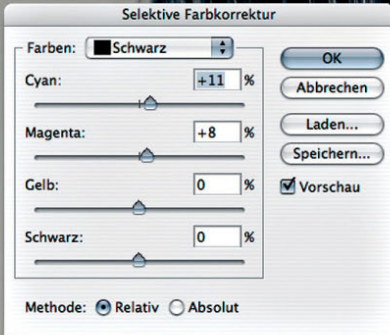 Selektive Farbkorrektur
Farben: Schwarz
OK
Cyan: +11 %
Abbrechen
Magenta: +8 %
Laden...
Speichern...
Gelb: 0 %
Vorschau
Schwarz: 0 %
Methode: Relativ Absolut